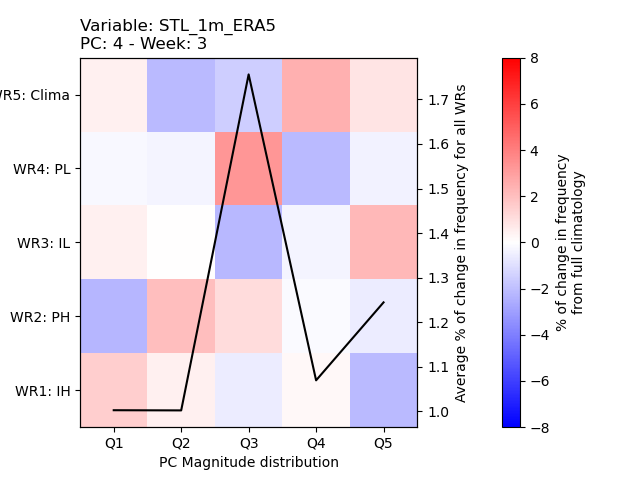 Variable: STL_1m_ERA5
PC: 4 - Week: 3
WR5: Clima
WR4: PL
WR3: IL
WR2: PH
WR1: IH
Q1 Q2 Q3 Q4 Q5
PC Magnitude distribution
1.7
1.6
1.5
1.4
1.3
1.2
1.1
1.0
Average % of change in frequency for all WRs
8
6
4
2
0
−2
−4
−6
−8
% of change in frequency
from full climatology